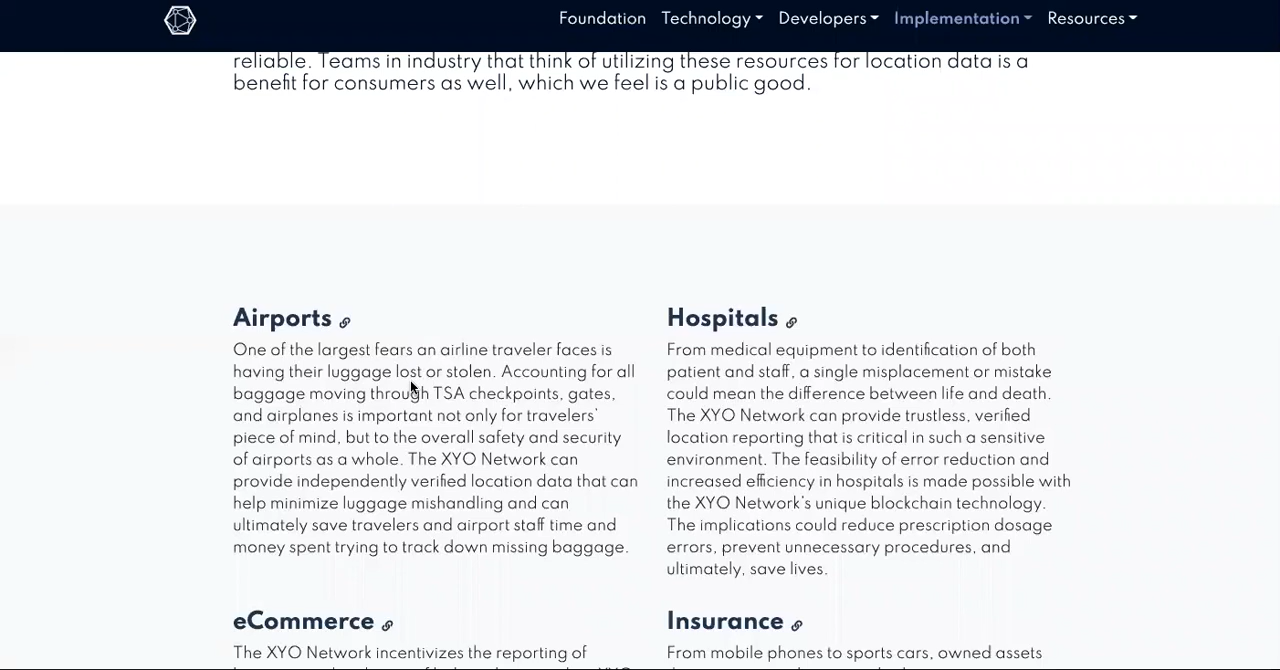 Foundation Technology Developers Implementation Resources
reliable. Teams in industry that think of utilizing these resources for location data is a
benefit for consumers as well, which we feel is a public good.
Airports
One of the largest fears an airline traveler faces is
having their luggage lost or stolen. Accounting for all
baggage moving through TSA checkpoints, gates,
and airplanes is important not only for travelers'
piece of mind, but to the overall safety and security
of airports as a whole. The XYO Network can
provide independently verified location data that can
help minimize luggage mishandling and can
ultimately save travelers and airport staff time and
money spent trying to track down missing baggage.
Hospitals
From medical equipment to identification of both
patient and staff, a single misplacement or mistake
could mean the difference between life and death.
The XYO Network can provide trustless, verified
location reporting that is critical in such a sensitive
environment. The feasibility of error reduction and
increased efficiency in hospitals is made possible with
the XYO Network's unique blockchain technology.
The implications could reduce prescription dosage
errors, prevent unnecessary procedures, and
ultimately, save lives.
eCommerce
The XYO Network incentivizes the reporting of
Insurance
From mobile phones to sports cars, owned assets